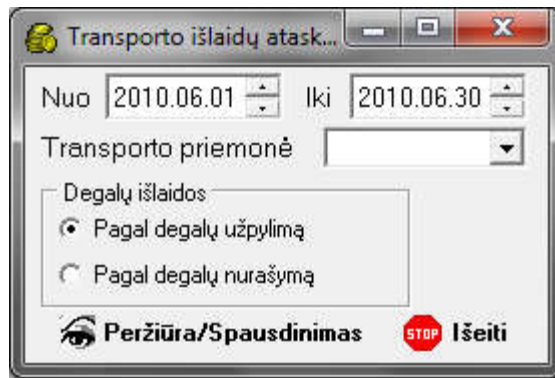 Transporto išlaidų atask...
Nuo 2010.06.01 Iki 2010.06.30
Transporto priemonė
Degalų išlaidos
Pagal degalų užpylimą
Pagal degalų nurašymą
Peržiūra/Spausdinimas STOP Išeiti